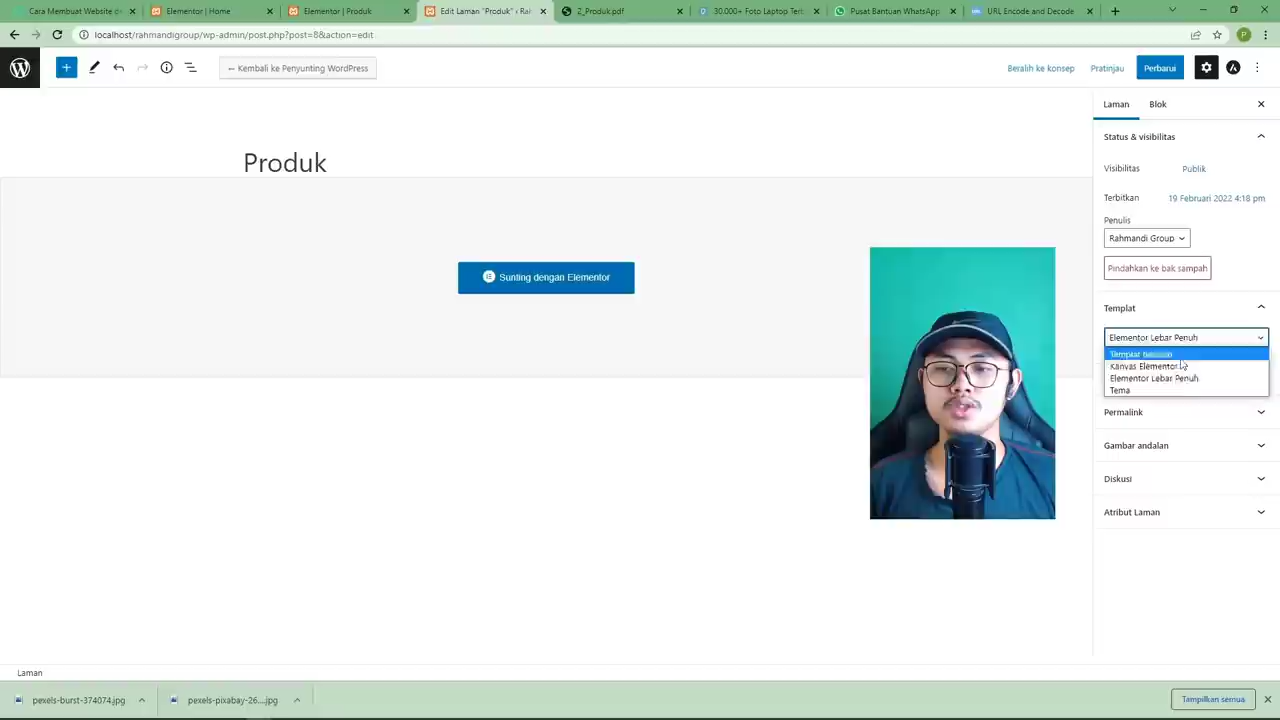 Cara Membuat Website de
Elementor | Home
Elementor | Produk
Edit Laman "Produk" ‹ Ral
2_Produk.pdf
30.000+ Foto Laptop Terl
Pusat Bantuan WhatsApp
URL Encode and Decode
localhost/rahmandigroup/wp-admin/post.php?post=8&action=edit
P
← Kembali ke Penyunting WordPress
Beralih ke konsep
Pratinjau
Perbarui
Laman
Blok
Status & visibilitas
Produk
Visibilitas
Publik
Terbitkan
19 Februari 2022 4:18 pm
Penulis
Rahmandi Group
Pindahkan ke bak sampah
Sunting dengan Elementor
Templat
Elementor Lebar Penuh
Templat
Kanvas Elementor
Elementor Lebar Penuh
Tema
Permalink
Gambar andalan
Diskusi
Atribut Laman
Laman
pexels-burst-374074.jpg
pexels-pixabay-26....jpg
Tampilkan semua